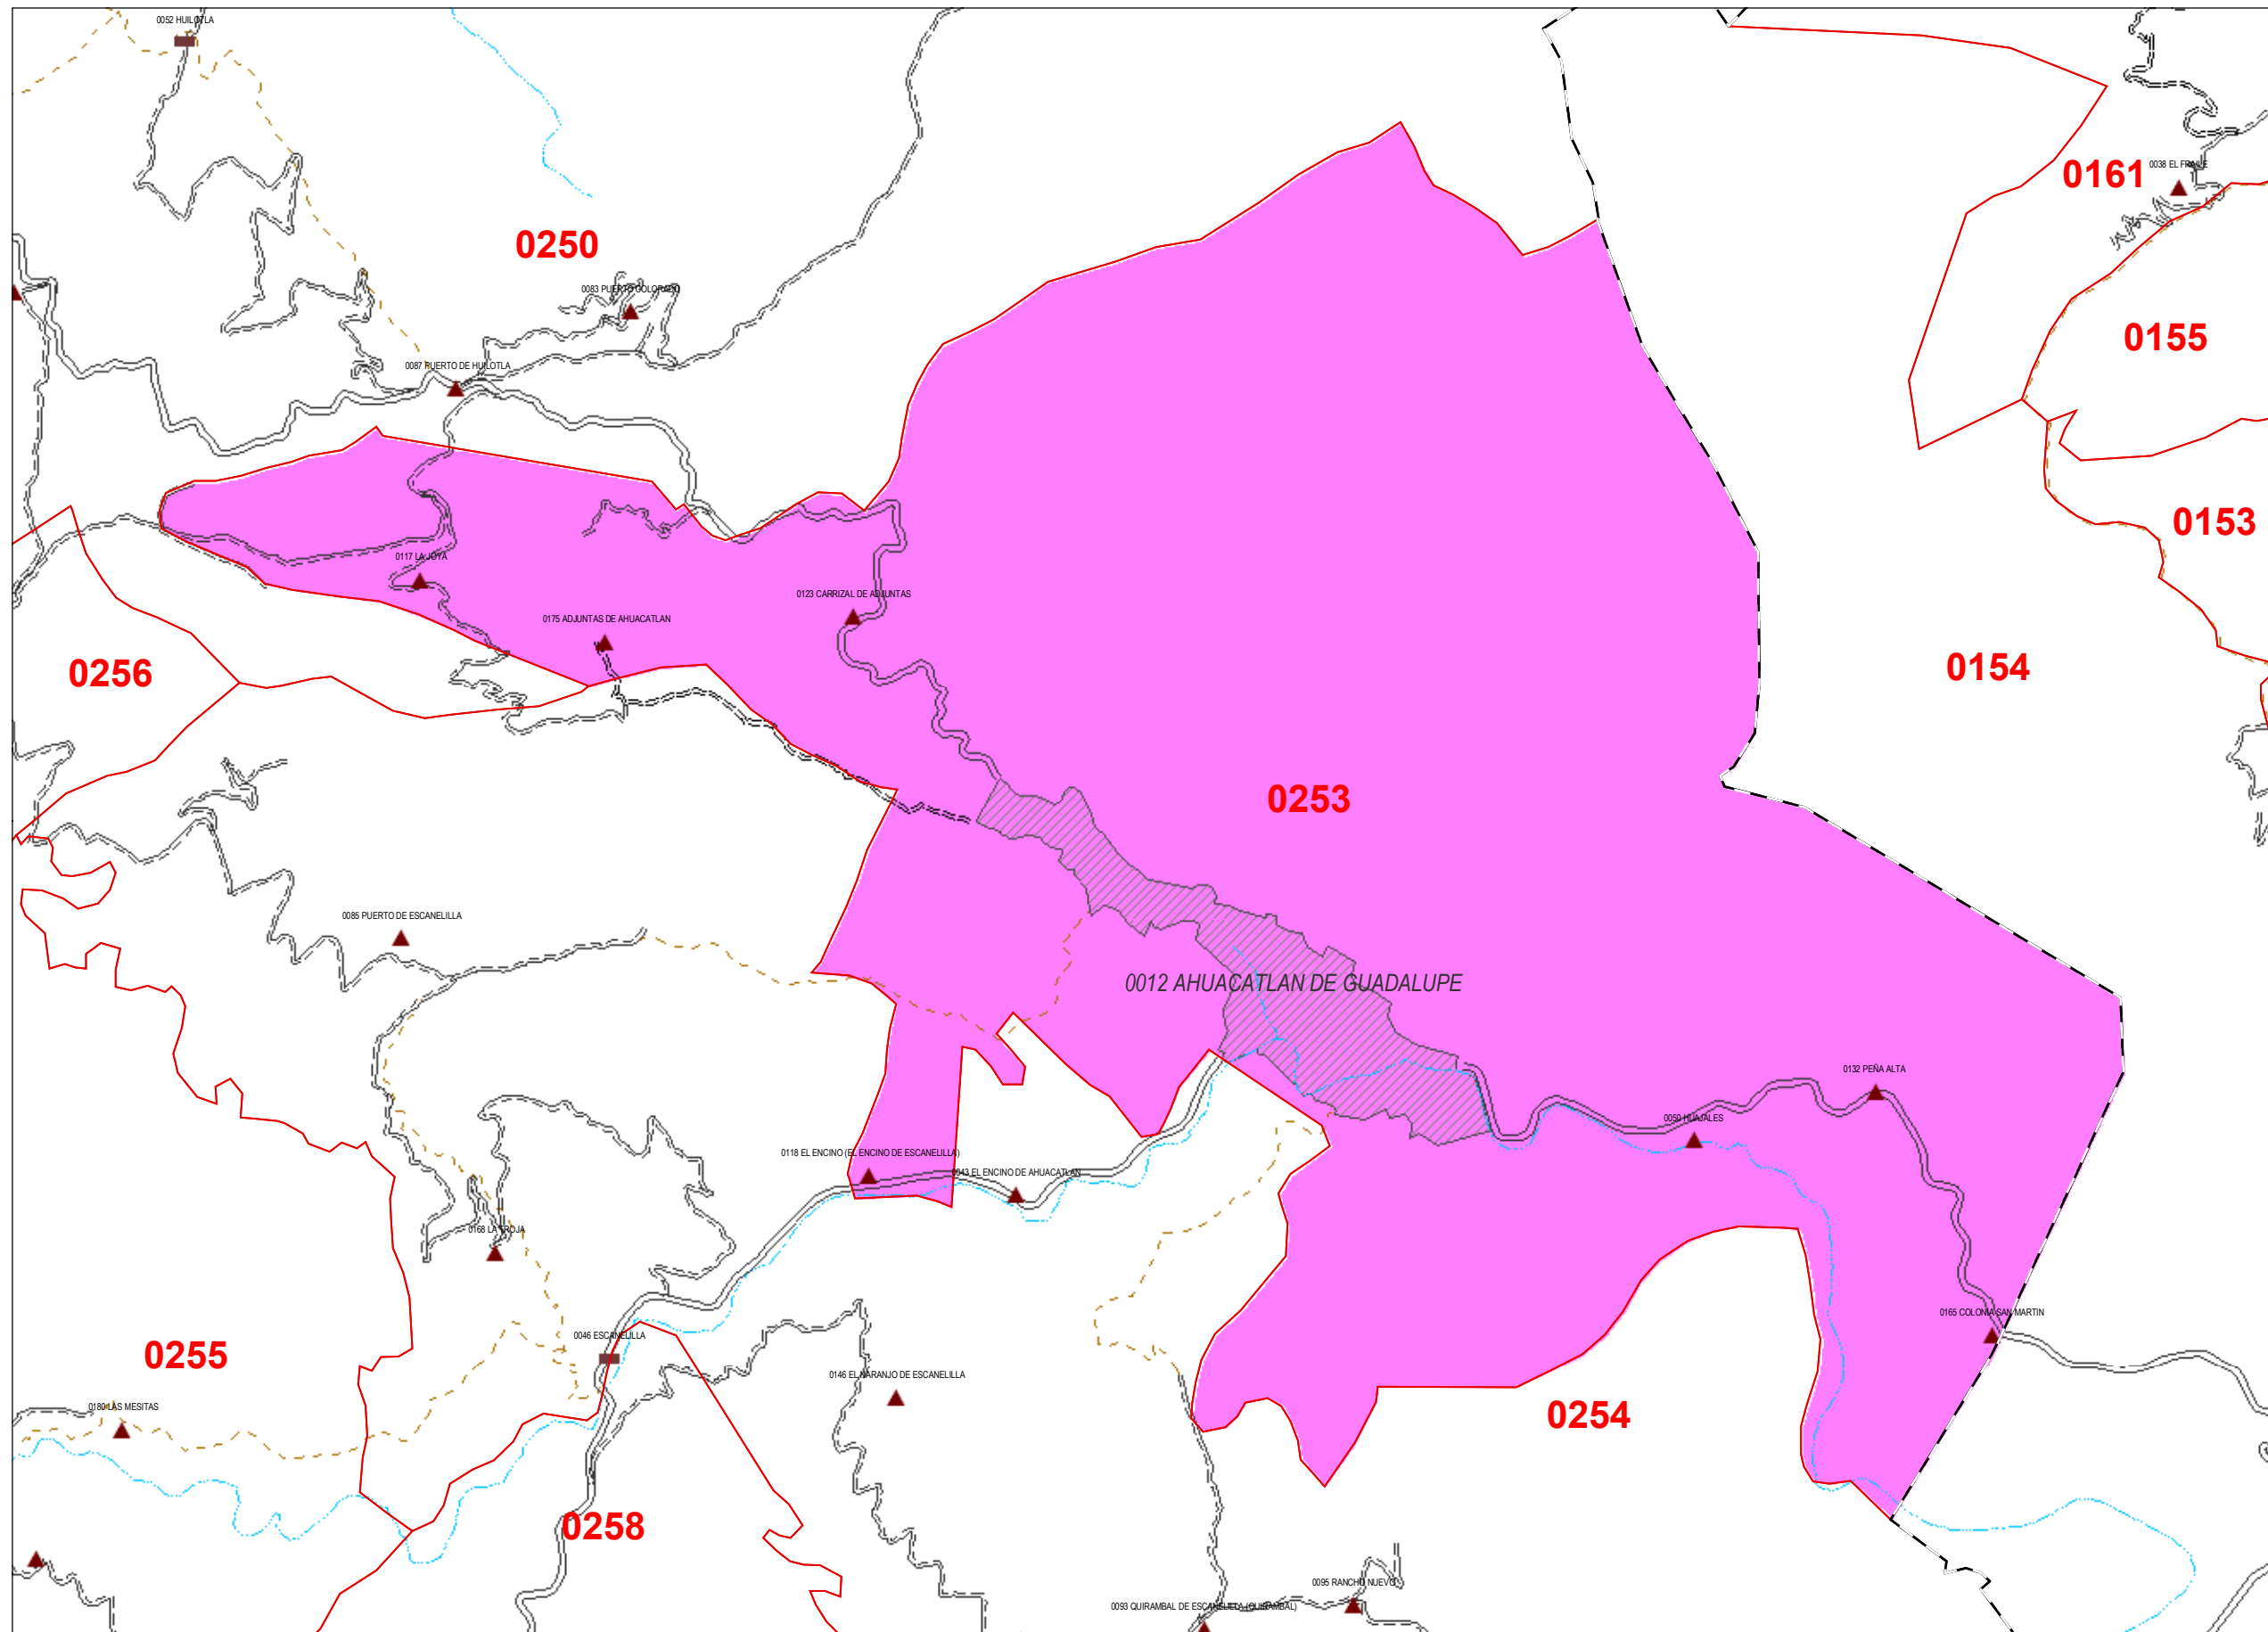 0052 HUILOTLA
0161
0038 EL FRAILE
0250
0083 PUERTO COLORADO
0155
0087 PUERTO DE HUILOTLA
0153
0117 LA JOYA
0123 CARRIZAL DE ADJUNTAS
0175 ADJUNTAS DE AHUACATLAN
0256
0154
0253
0085 PUERTO DE ESCANELILLA
0012 AHUACATLAN DE GUADALUPE
0132 PEÑA ALTA
0050 HUAJALES
0118 EL ENCINO (EL ENCINO DE ESCANELILLA)
0043 EL ENCINO DE AHUACATLAN
0168 LA TROJA
0165 COLONIA SAN MARTIN
0046 ESCANELILLA
0255
0146 EL NARANJO DE ESCANELILLA
0180 LAS MESITAS
0254
0258
0095 RANCHO NUEVO
0093 QUIRAMBAL DE ESCANELILLA (QUIRAMBAL)